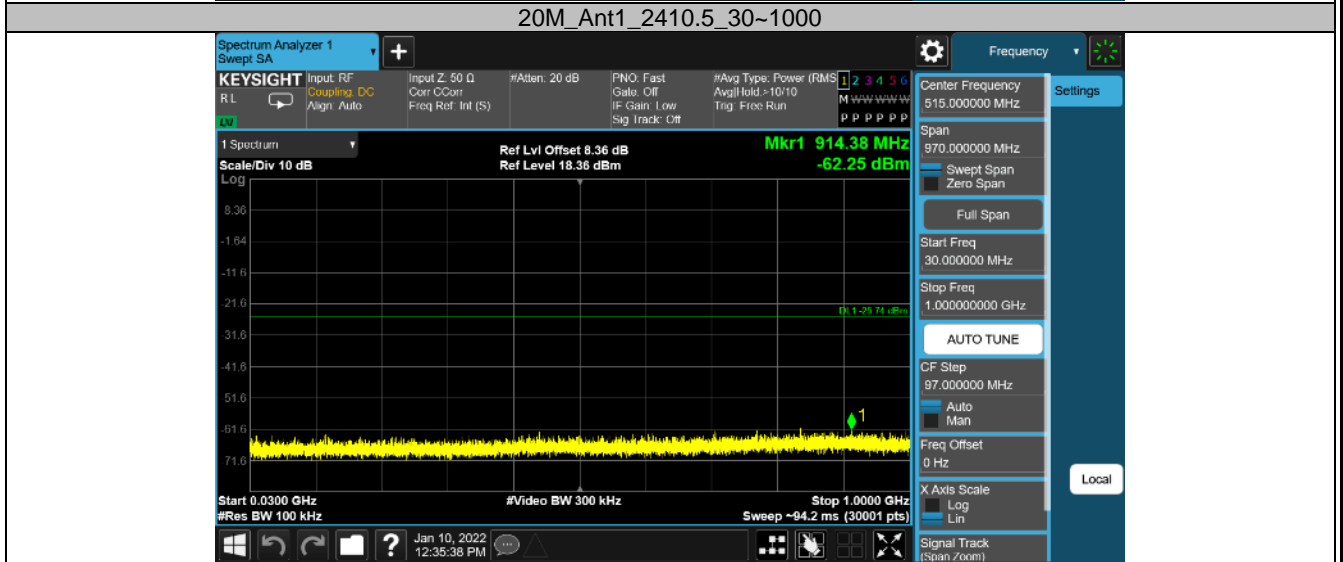 20M_Ant1_2410.5_30~1000
Spectrum Analyzer 1
Swept SA
+
Frequency
KEYSIGHT
RL
LXI
Input: RF
Coupling: DC
Align: Auto
Input Z: 50 Ω
Corr CCorr
Freq Ref: Int (S)
#Atten: 20 dB
PNO: Fast
Gate: Off
IF Gain: Low
Sig Track: Off
#Avg Type: Power (RMS
Avg|Hold:>10/10
Trig: Free Run
1 2 3 4 5 6
M W W W W W
P P P P P P
1 Spectrum
Scale/Div 10 dB
Log
Ref Lvl Offset 8.36 dB
Ref Level 18.36 dBm
Mkr1 914.38 MHz
-62.25 dBm
8.36
-1.64
-11.6
-21.6
DL1 -25.74 dBm
-31.6
-41.6
-51.6
1
-61.6
-71.6
Start 0.0300 GHz
#Res BW 100 kHz
#Video BW 300 kHz
Stop 1.0000 GHz
Sweep ~94.2 ms (30001 pts)
?
Jan 10, 2022
12:35:38 PM
Center Frequency
515.000000 MHz
Span
970.000000 MHz
Swept Span
Zero Span
Full Span
Start Freq
30.000000 MHz
Stop Freq
1.000000000 GHz
AUTO TUNE
CF Step
97.000000 MHz
Auto
Man
Freq Offset
0 Hz
X Axis Scale
Log
Lin
Signal Track
(Span Zoom)
Settings
Local